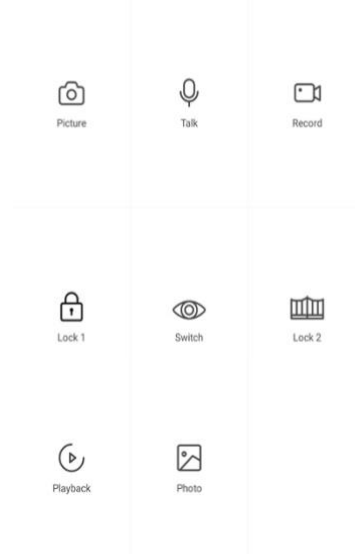 Picture
Talk
Record
Lock 1
Switch
Lock 2
Playback
Photo